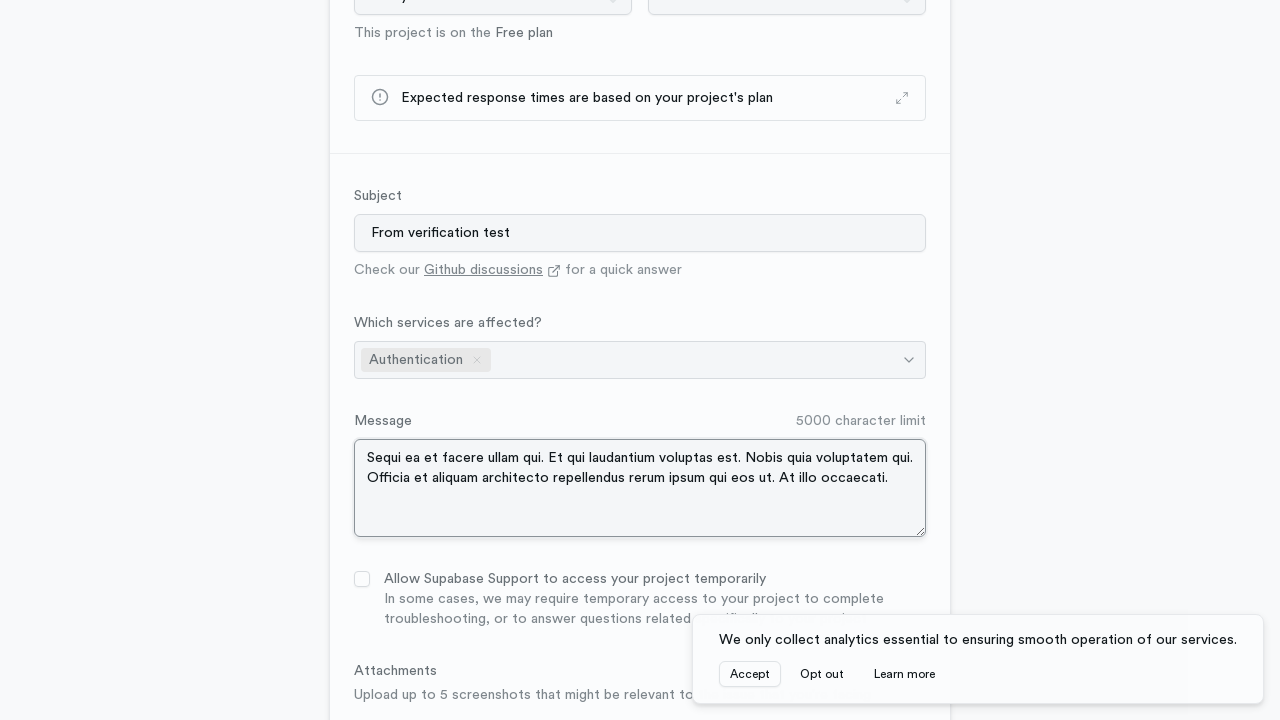 This project is on the Free plan
Expected response times are based on your project's plan
Subject
From verification test
Check our Github discussions for a quick answer
Which services are affected?
Authentication
Message
5000 character limit
Sequi ea et facere ullam qui. Et qui laudantium voluptas est. Nobis quia voluptatem qui.
Officia et aliquam architecto repellendus rerum ipsum qui eos ut. At illo occaecati.
Allow Supabase Support to access your project temporarily
In some cases, we may require temporary access to your project to complete
troubleshooting, or to answer questions related
We only collect analytics essential to ensuring smooth operation of our services.
Accept
Opt out
Learn more
Attachments
Upload up to 5 screenshots that might be relevant to